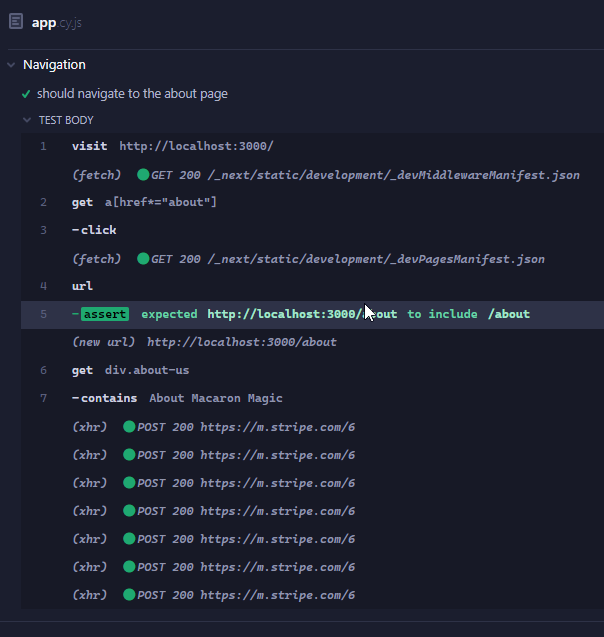 app.cy.js
Navigation
should navigate to the about page
TEST BODY
1 visit http://localhost:3000/
(fetch) GET 200 /_next/static/development/_devMiddlewareManifest.json
2 get a[href*="about"]
3 -click
(fetch) GET 200 /_next/static/development/_devPagesManifest.json
4 url
5 -assert expected http://localhost:3000/about to include /about
(new url) http://localhost:3000/about
6 get div.about-us
7 -contains About Macaron Magic
(xhr) POST 200 https://m.stripe.com/6
(xhr) POST 200 https://m.stripe.com/6
(xhr) POST 200 https://m.stripe.com/6
(xhr) POST 200 https://m.stripe.com/6
(xhr) POST 200 https://m.stripe.com/6
(xhr) POST 200 https://m.stripe.com/6
(xhr) POST 200 https://m.stripe.com/6